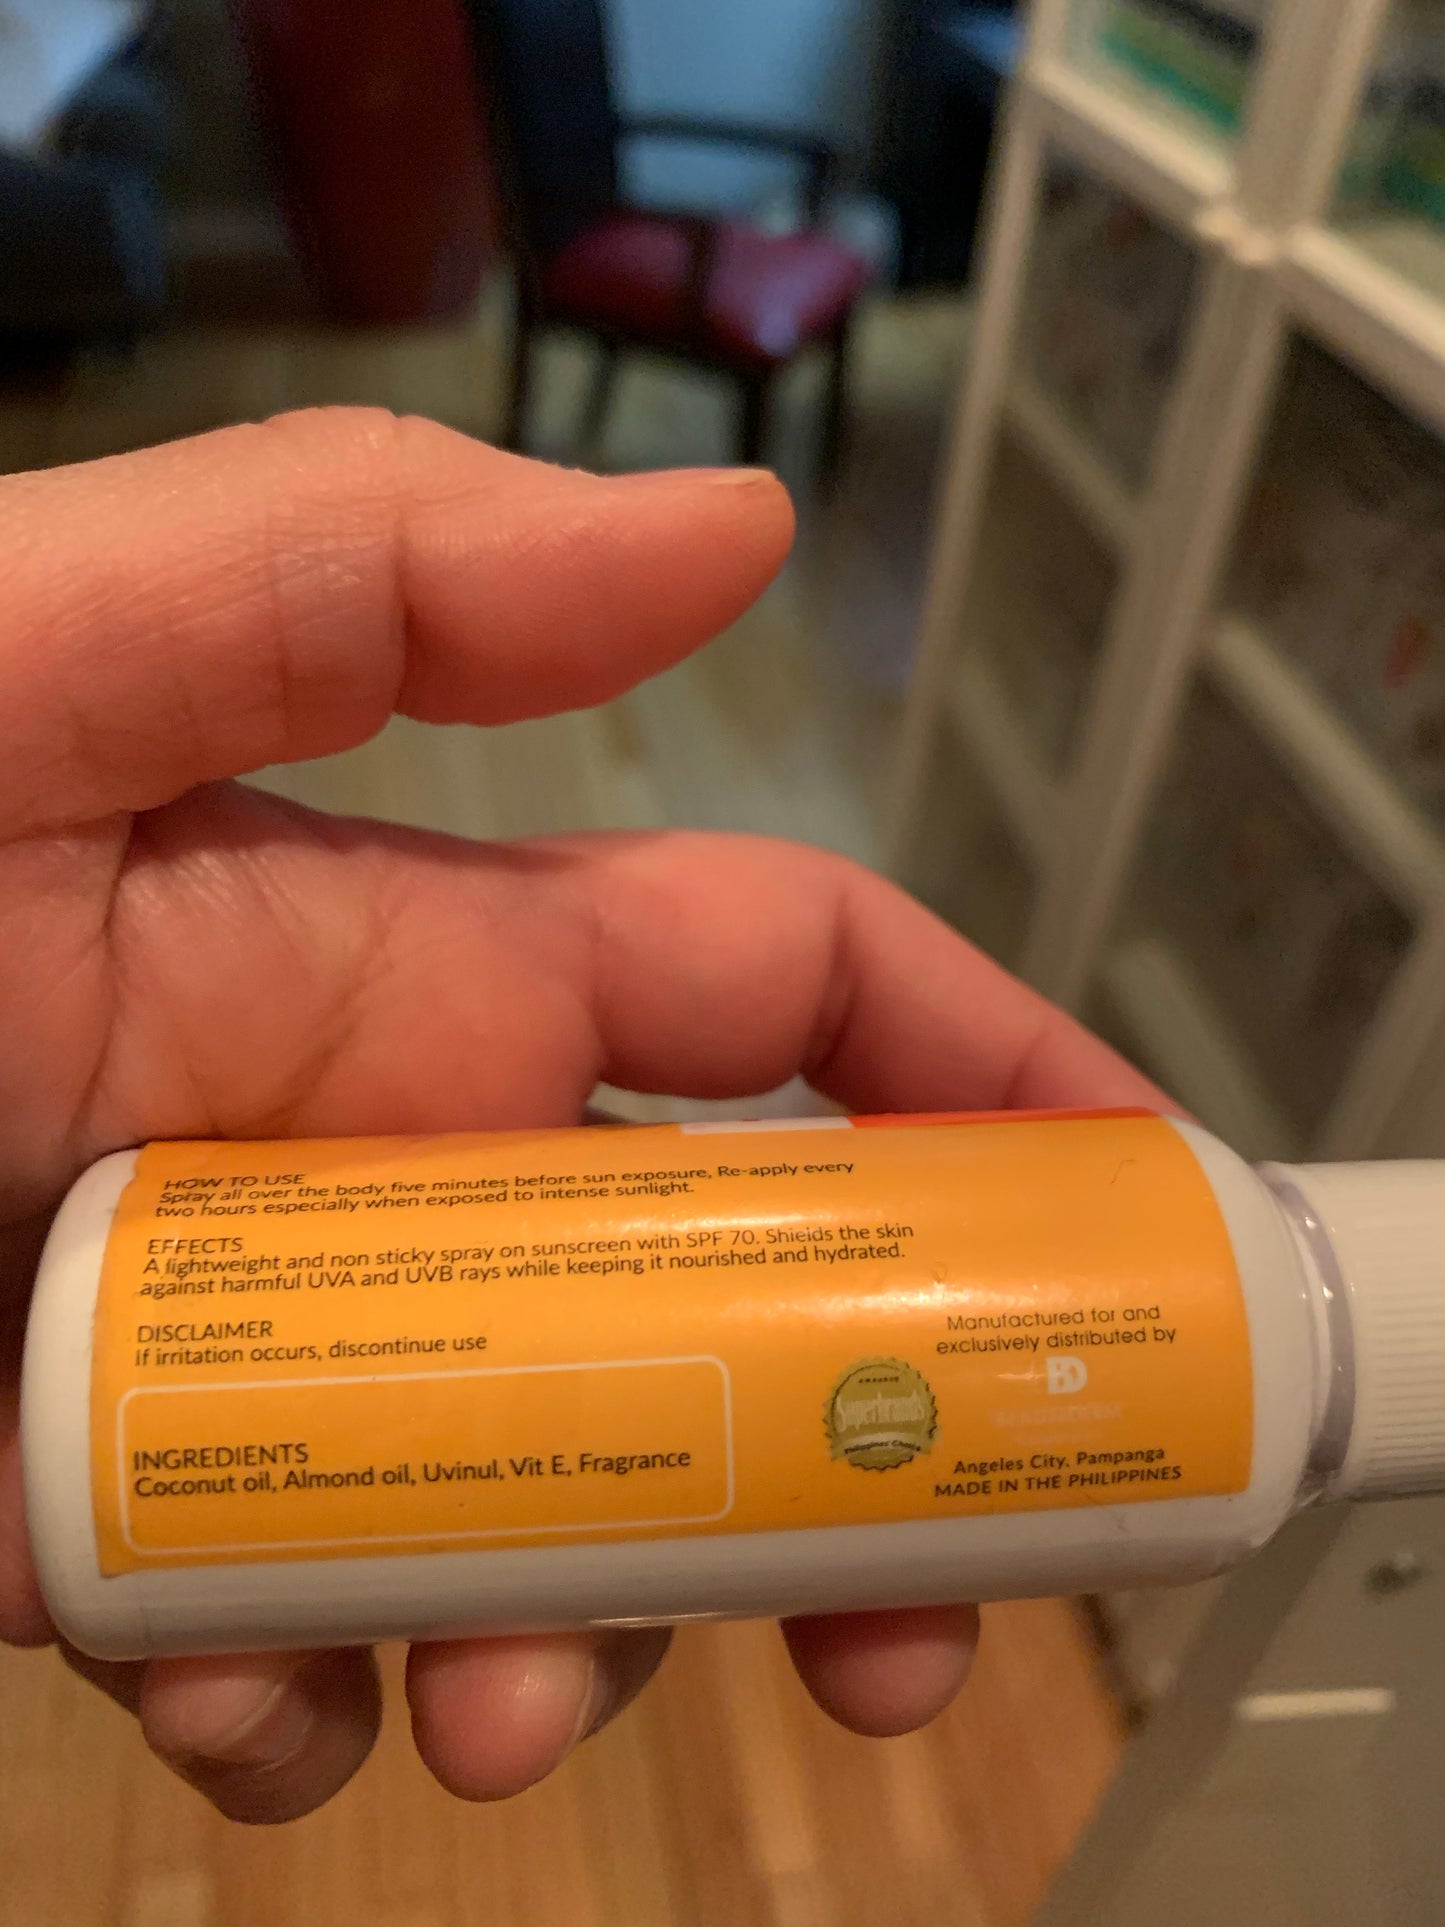 HOW TO USE
Spray all over the body five minutes before sun exposure, Re-apply every
two hours especially when exposed to intense sunlight.
EFFECTS
A lightweight and non sticky spray on sunscreen with SPF 70. Shieids the skin
against harmful UVA and UVB rays while keeping it nourished and hydrated.
DISCLAIMER
If irritation occurs, discontinue use
INGREDIENTS
Coconut oil, Almond oil, Uvinul, Vit E, Fragrance
Superbrands
Manufactured for and
exclusively distributed by
BD
Angeles City, Pampanga
MADE IN THE PHILIPPINES